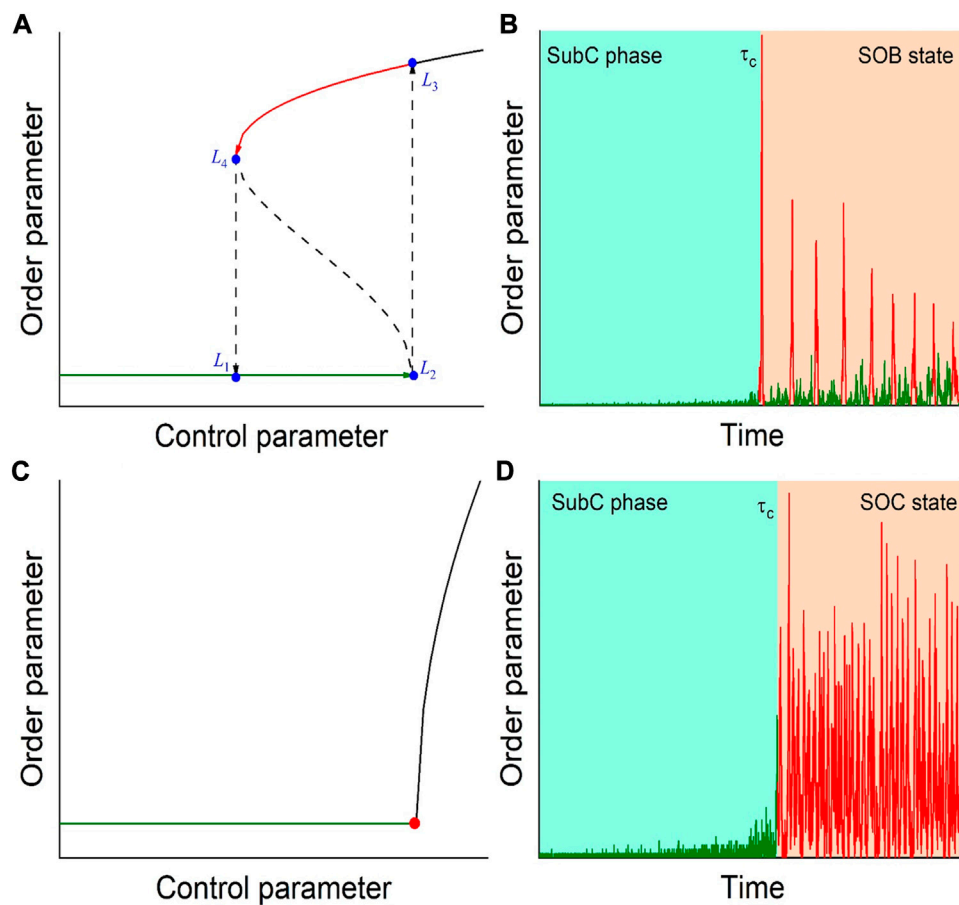 A
Order parameter
L3
L4
L1
L2
Control parameter
B
Order parameter
SubC phase
τc
SOB state
Time
C
Order parameter
Control parameter
D
Order parameter
SubC phase
τc
SOC state
Time